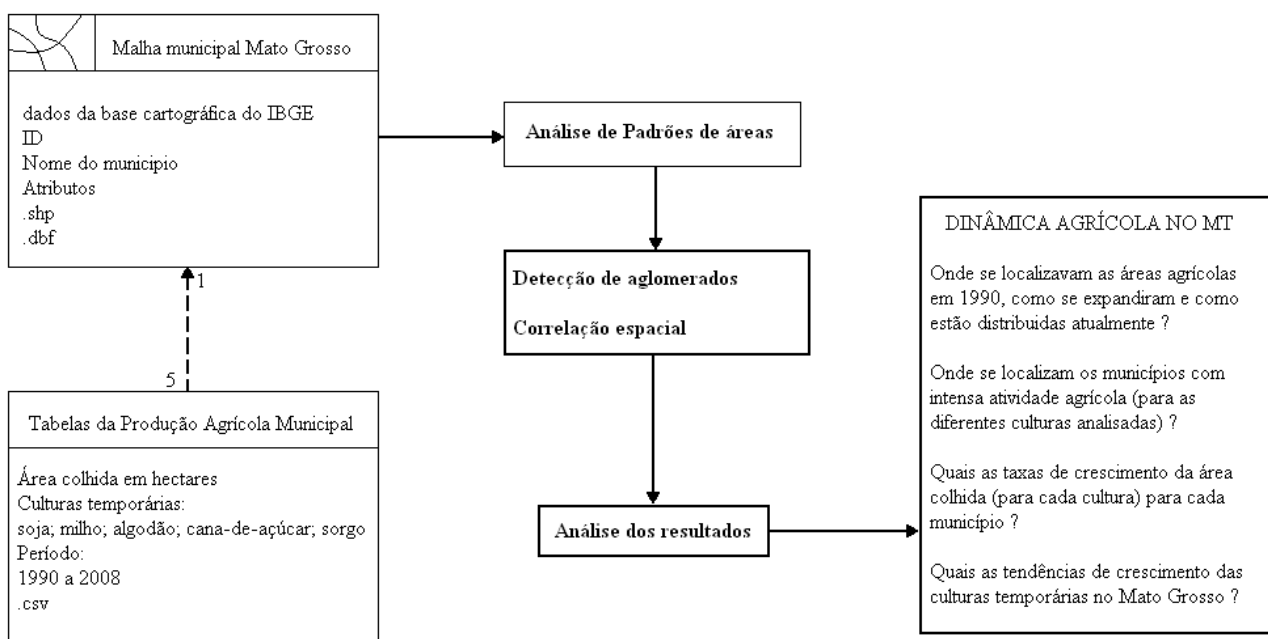 Malha municipal Mato Grosso
dados da base cartográfica do IBGE
ID
Nome do municipio
Atributos
.shp
.dbf
1
5
Tabelas da Produção Agrícola Municipal
Área colhida em hectares
Culturas temporárias:
soja; milho; algodão; cana-de-açúcar; sorgo
Período:
1990 a 2008
.csv
Análise de Padrões de áreas
Detecção de aglomerados
Correlação espacial
Análise dos resultados
DINÂMICA AGRÍCOLA NO MT
Onde se localizavam as áreas agrícolas
em 1990, como se expandiram e como
estão distribuidas atualmente ?
Onde se localizam os municípios com
intensa atividade agrícola (para as
diferentes culturas analisadas) ?
Quais as taxas de crescimento da área
colhida (para cada cultura) para cada
município ?
Quais as tendências de crescimento das
culturas temporárias no Mato Grosso ?